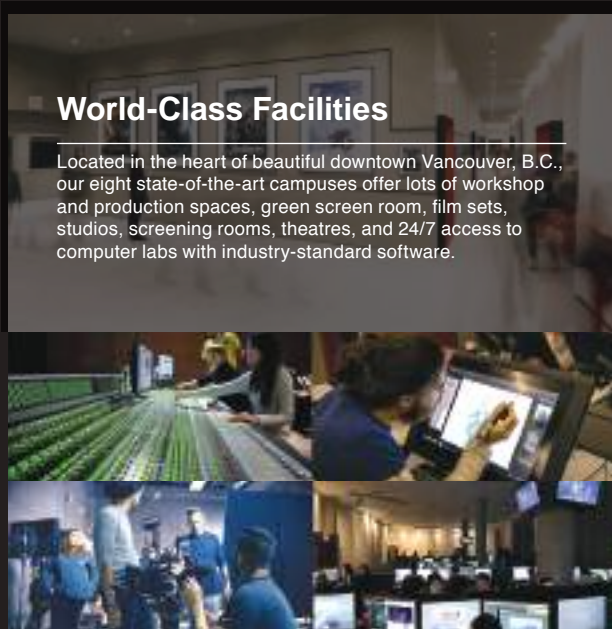 World-Class Facilities
Located in the heart of beautiful downtown Vancouver, B.C.,
our eight state-of-the-art campuses offer lots of workshop
and production spaces, green screen room, film sets,
studios, screening rooms, theatres, and 24/7 access to
computer labs with industry-standard software.